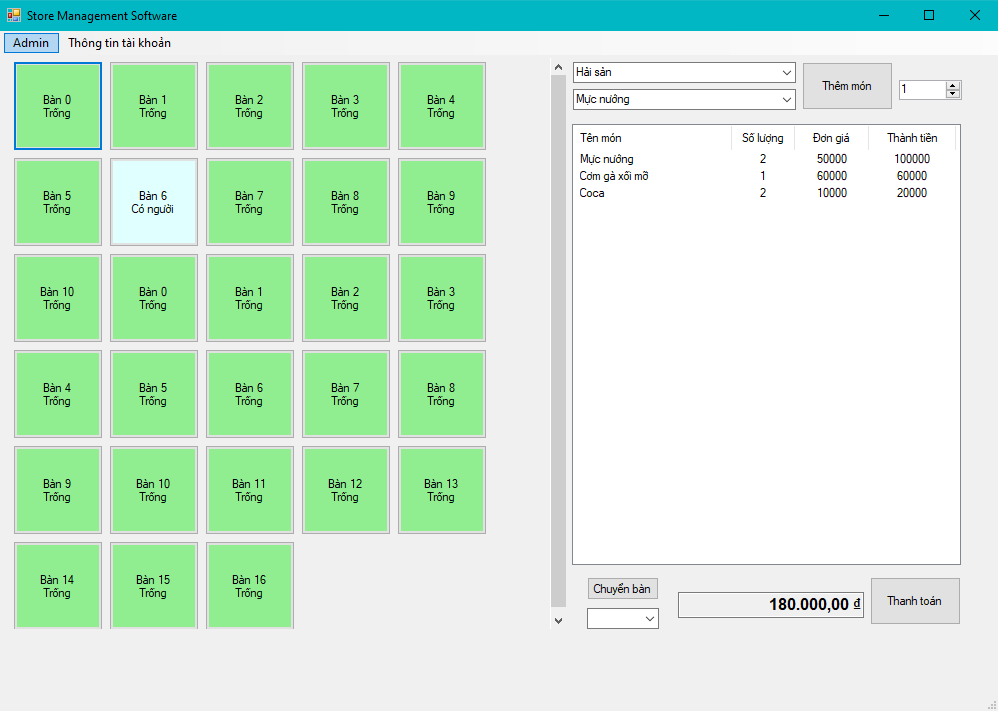 Store Management Software
Admin Thông tin tài khoản
Bàn 0
Trống
Bàn 1
Trống
Bàn 2
Trống
Bàn 3
Trống
Bàn 4
Trống
Bàn 5
Trống
Bàn 6
Có người
Bàn 7
Trống
Bàn 8
Trống
Bàn 9
Trống
Bàn 10
Trống
Bàn 0
Trống
Bàn 1
Trống
Bàn 2
Trống
Bàn 3
Trống
Bàn 4
Trống
Bàn 5
Trống
Bàn 6
Trống
Bàn 7
Trống
Bàn 8
Trống
Bàn 9
Trống
Bàn 10
Trống
Bàn 11
Trống
Bàn 12
Trống
Bàn 13
Trống
Bàn 14
Trống
Bàn 15
Trống
Bàn 16
Trống
Hải sản
Mực nướng
Thêm món
1
Tên món Số lượng Đơn giá Thành tiền
Mực nướng 2 50000 100000
Cơm gà xối mỡ 1 60000 60000
Coca 2 10000 20000
Chuyển bàn
180.000,00 ₫
Thanh toán